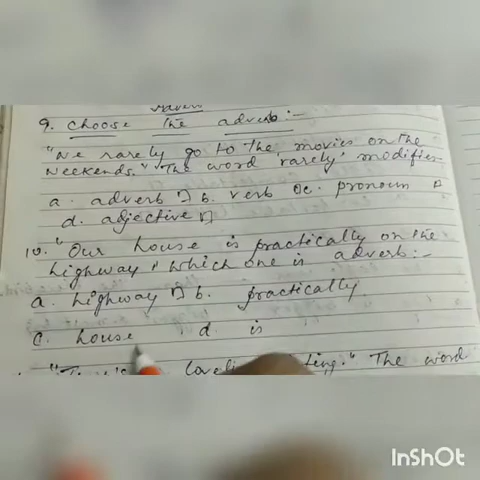 9. choose the adverb :-
"We rarely go to the movies on the
weekends." The word 'rarely' modifies
a. adverb b. verb c. pronoun
d. adjective
10. "Our house is practically on the
highway, which one is adverb :-
a. highway b. practically
c. house d. is
The word
InShOt